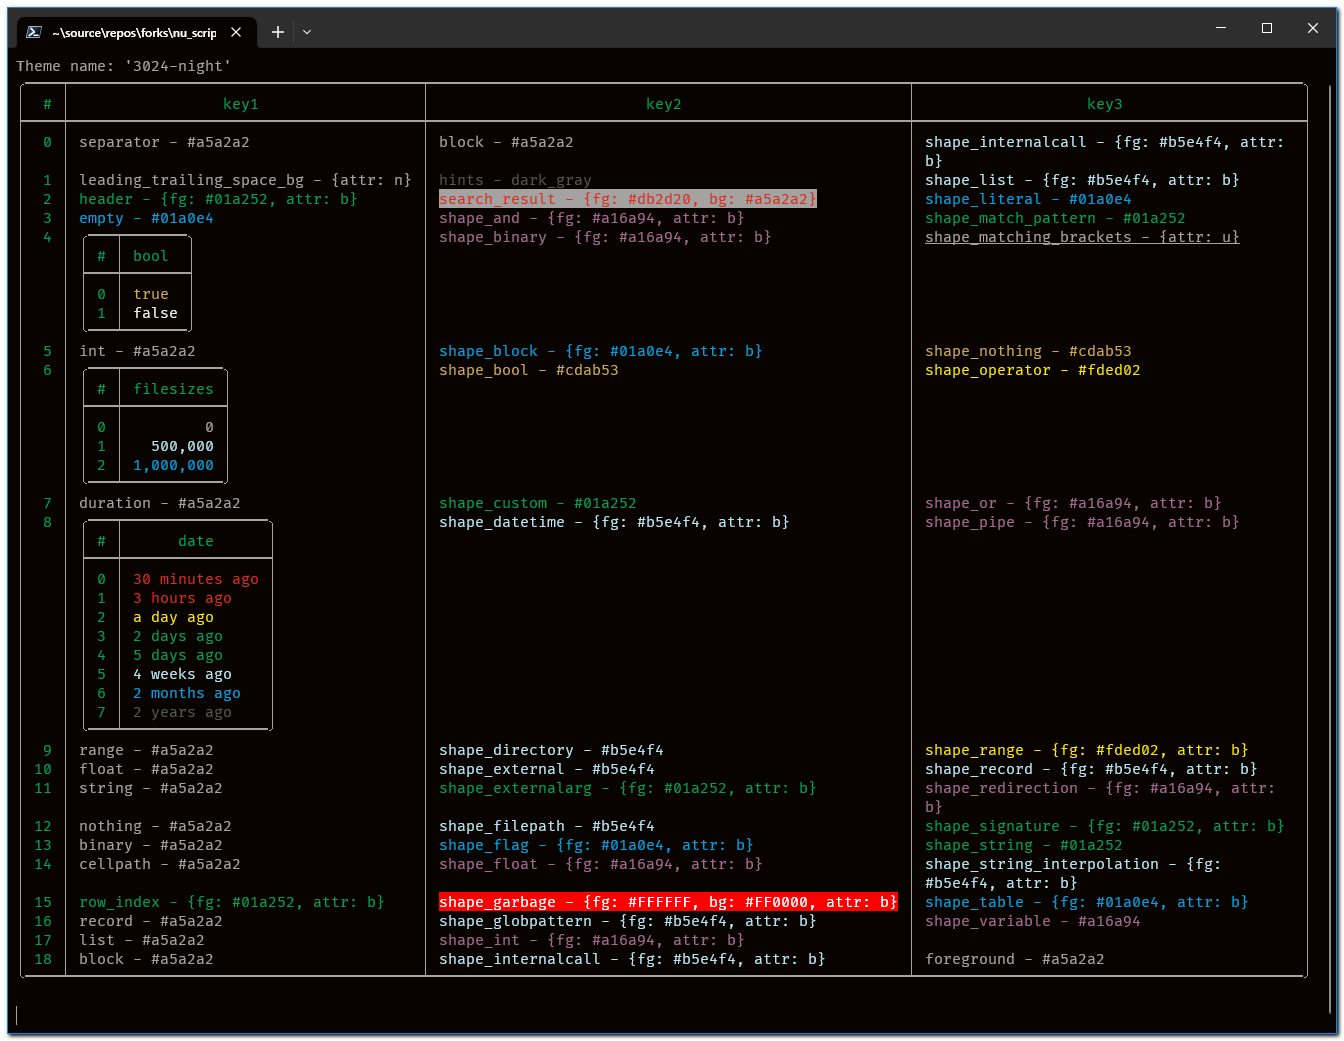 ~\source\repos\forks\nu_scrip
Theme name: '3024-night'
# key1 key2 key3
0 separator - #a5a2a2 block - #a5a2a2 shape_internalcall - {fg: #b5e4f4, attr:
b}
1 leading_trailing_space_bg - {attr: n} hints - dark_gray shape_list - {fg: #b5e4f4, attr: b}
2 header - {fg: #01a252, attr: b} search_result - {fg: #db2d20, bg: #a5a2a2} shape_literal - #01a0e4
3 empty - #01a0e4 shape_and - {fg: #a16a94, attr: b} shape_match_pattern - #01a252
4 shape_binary - {fg: #a16a94, attr: b} shape_matching_brackets - {attr: u}
# bool
0 true
1 false
5 int - #a5a2a2 shape_block - {fg: #01a0e4, attr: b} shape_nothing - #cdab53
6 shape_bool - #cdab53 shape_operator - #fded02
# filesizes
0 0
1 500,000
2 1,000,000
7 duration - #a5a2a2 shape_custom - #01a252 shape_or - {fg: #a16a94, attr: b}
8 shape_datetime - {fg: #b5e4f4, attr: b} shape_pipe - {fg: #a16a94, attr: b}
# date
0 30 minutes ago
1 3 hours ago
2 a day ago
3 2 days ago
4 5 days ago
5 4 weeks ago
6 2 months ago
7 2 years ago
9 range - #a5a2a2 shape_directory - #b5e4f4 shape_range - {fg: #fded02, attr: b}
10 float - #a5a2a2 shape_external - #b5e4f4 shape_record - {fg: #b5e4f4, attr: b}
11 string - #a5a2a2 shape_externalarg - {fg: #01a252, attr: b} shape_redirection - {fg: #a16a94, attr:
b}
12 nothing - #a5a2a2 shape_filepath - #b5e4f4 shape_signature - {fg: #01a252, attr: b}
13 binary - #a5a2a2 shape_flag - {fg: #01a0e4, attr: b} shape_string - #01a252
14 cellpath - #a5a2a2 shape_float - {fg: #a16a94, attr: b} shape_string_interpolation - {fg:
#b5e4f4, attr: b}
15 row_index - {fg: #01a252, attr: b} shape_garbage - {fg: #FFFFFF, bg: #FF0000, attr: b} shape_table - {fg: #01a0e4, attr: b}
16 record - #a5a2a2 shape_globpattern - {fg: #b5e4f4, attr: b} shape_variable - #a16a94
17 list - #a5a2a2 shape_int - {fg: #a16a94, attr: b}
18 block - #a5a2a2 shape_internalcall - {fg: #b5e4f4, attr: b} foreground - #a5a2a2